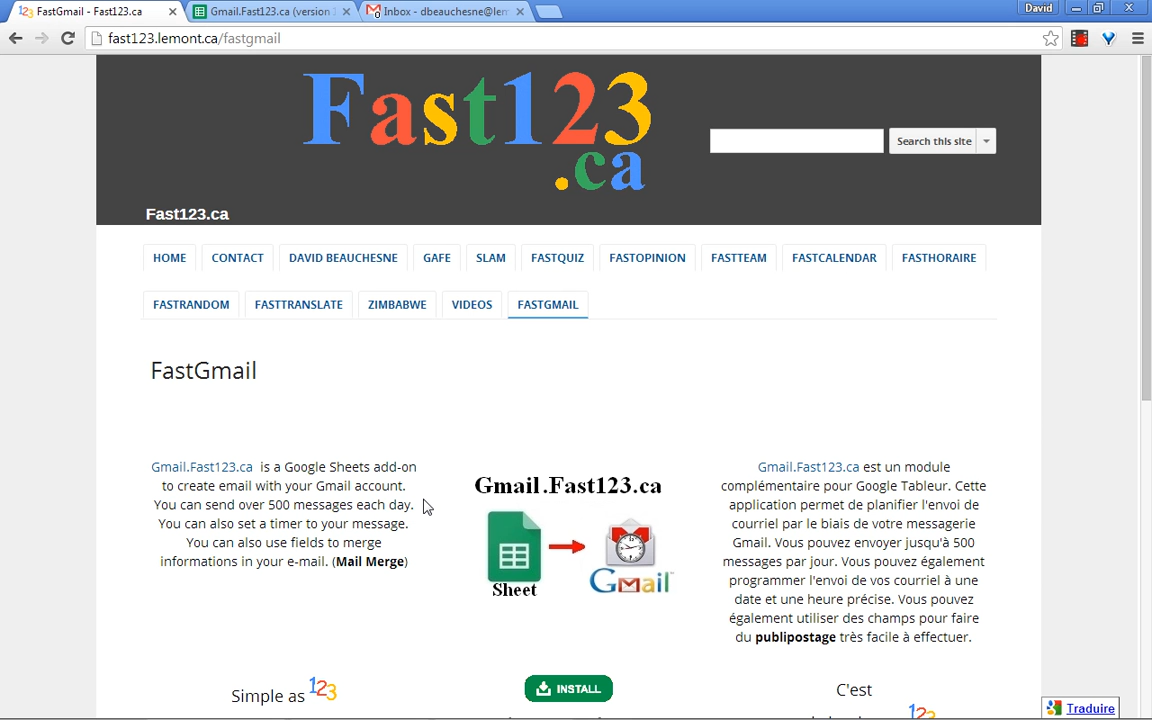 FastGmail - Fast123.ca
Gmail.Fast123.ca (version
Inbox - dbeauchesne@lem
David
fast123.lemont.ca/fastgmail
Fast123
.ca
Search this site
Fast123.ca
HOME
CONTACT
DAVID BEAUCHESNE
GAFE
SLAM
FASTQUIZ
FASTOPINION
FASTTEAM
FASTCALENDAR
FASTHORAIRE
FASTRANDOM
FASTTRANSLATE
ZIMBABWE
VIDEOS
FASTGMAIL
FastGmail
Gmail.Fast123.ca is a Google Sheets add-on
to create email with your Gmail account.
You can send over 500 messages each day.
You can also set a timer to your message.
You can also use fields to merge
informations in your e-mail. (Mail Merge)
Gmail.Fast123.ca
Sheet
Gmail
Gmail.Fast123.ca est un module
complémentaire pour Google Tableur. Cette
application permet de planifier l'envoi de
courriel par le biais de votre messagerie
Gmail. Vous pouvez envoyer jusqu'à 500
messages par jour. Vous pouvez également
programmer l'envoi de vos courriel à une
date et une heure précise. Vous pouvez
également utiliser des champs pour faire
du publipostage très facile à effectuer.
Simple as 123
INSTALL
C'est
123
Traduire